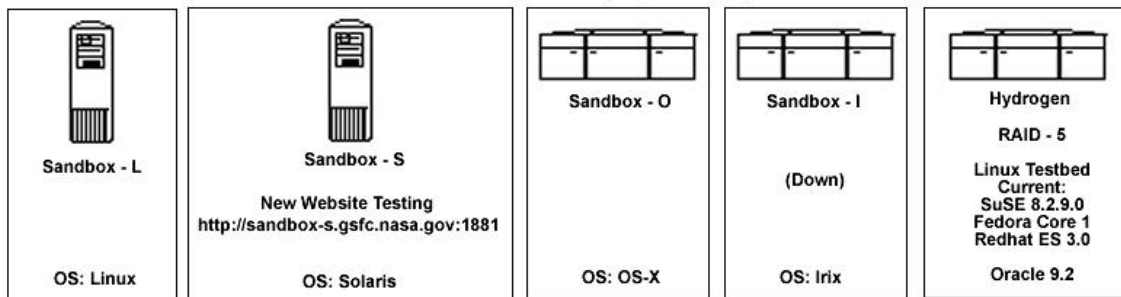 Sandbox - L
OS: Linux
Sandbox - S
New Website Testing
http://sandbox-s.gsfc.nasa.gov:1881
OS: Solaris
Sandbox - O
OS: OS-X
Sandbox - I
(Down)
OS: Irix
Hydrogen
RAID - 5
Linux Testbed
Current:
SuSE 8.2.9.0
Fedora Core 1
Redhat ES 3.0
Oracle 9.2